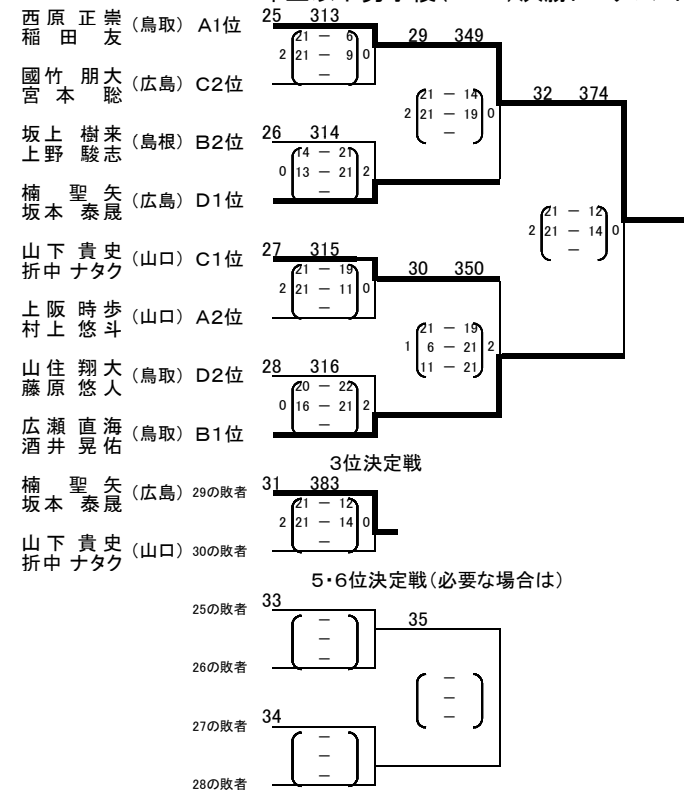 25 313
西原 正崇
稲田 友
(鳥取) A1位
21 — 6
2 21 — 9 0
—
29 349
國竹 朋大
宮本 聡
(広島) C2位
21 — 14
2 21 — 19 0
—
32 374
坂上 樹来
上野 駿志
(島根) B2位
26 314
14 — 21
0 13 — 21 2
—
楠 聖矢
坂本 泰晟
(広島) D1位
21 — 12
2 21 — 14 0
—
山下 貴史
折中 ナタク
(山口) C1位
27 315
21 — 19
2 21 — 11 0
—
30 350
上阪 時歩
村上 悠斗
(山口) A2位
21 — 19
1 6 — 21 2
11 — 21
山住 翔大
藤原 悠人
(鳥取) D2位
28 316
20 — 22
0 16 — 21 2
—
広瀬 直海
酒井 晃佑
(鳥取) B1位
3位決定戦
楠 聖矢
坂本 泰晟
(広島) 29の敗者
31 383
21 — 12
2 21 — 14 0
—
山下 貴史
折中 ナタク
(山口) 30の敗者
5・6位決定戦(必要な場合は)
25の敗者 33
—
—
—
35
26の敗者
—
—
—
27の敗者 34
—
—
—
28の敗者